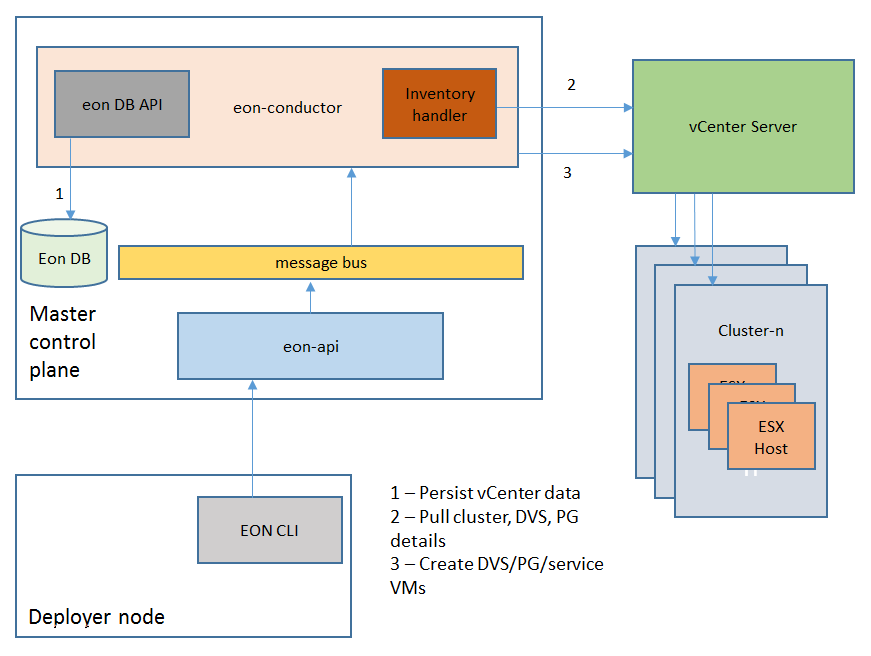 eon DB API
eon-conductor
Inventory
handler
2
vCenter Server
3
1
Eon DB
message bus
Master
control
plane
eon-api
Cluster-n
ESX
ESX
Host
EON CLI
Deployer node
1 – Persist vCenter data
2 – Pull cluster, DVS, PG
details
3 – Create DVS/PG/service
VMs